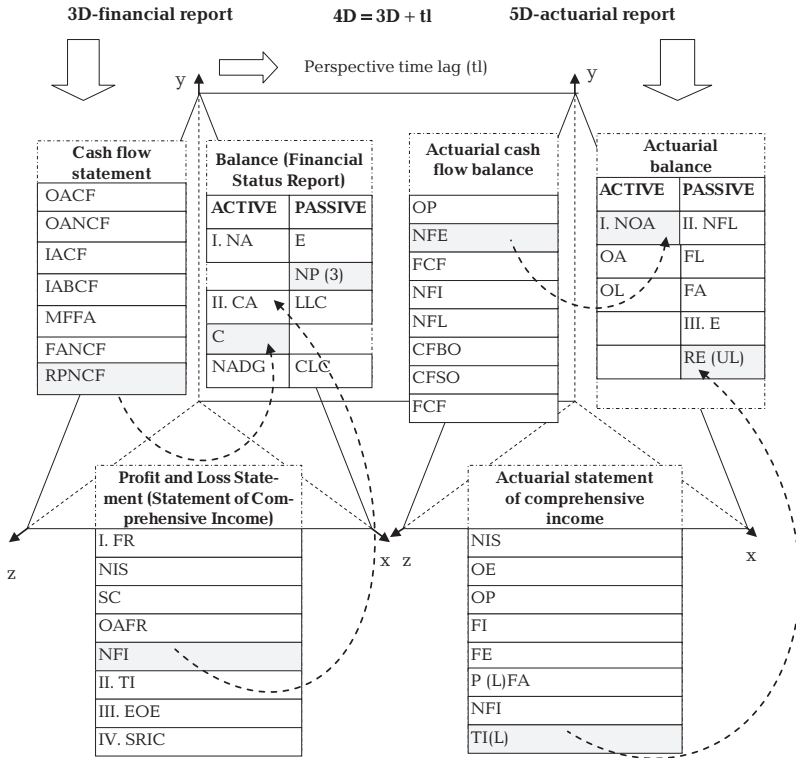 3D-financial report
4D = 3D + tl
5D-actuarial report
Perspective time lag (tl)
y
y
Cash flow
statement
OACF
OANCF
IACF
IABCF
MFFA
FANCF
RPNCF
Balance (Financial
Status Report)
ACTIVE PASSIVE
I. NA E
NP (3)
II. CA LLC
C
NADG CLC
Actuarial cash
flow balance
OP
NFE
FCF
NFI
NFL
CFBO
CFSO
FCF
Actuarial
balance
ACTIVE PASSIVE
I. NOA II. NFL
OA FL
OL FA
III. E
RE (UL)
Profit and Loss State-
ment (Statement of Com-
prehensive Income)
I. FR
NIS
SC
OAFR
NFI
II. TI
III. EOE
IV. SRIC
Actuarial statement
of comprehensive
income
NIS
OE
OP
FI
FE
P (L)FA
NFI
TI(L)
z
x
z
x